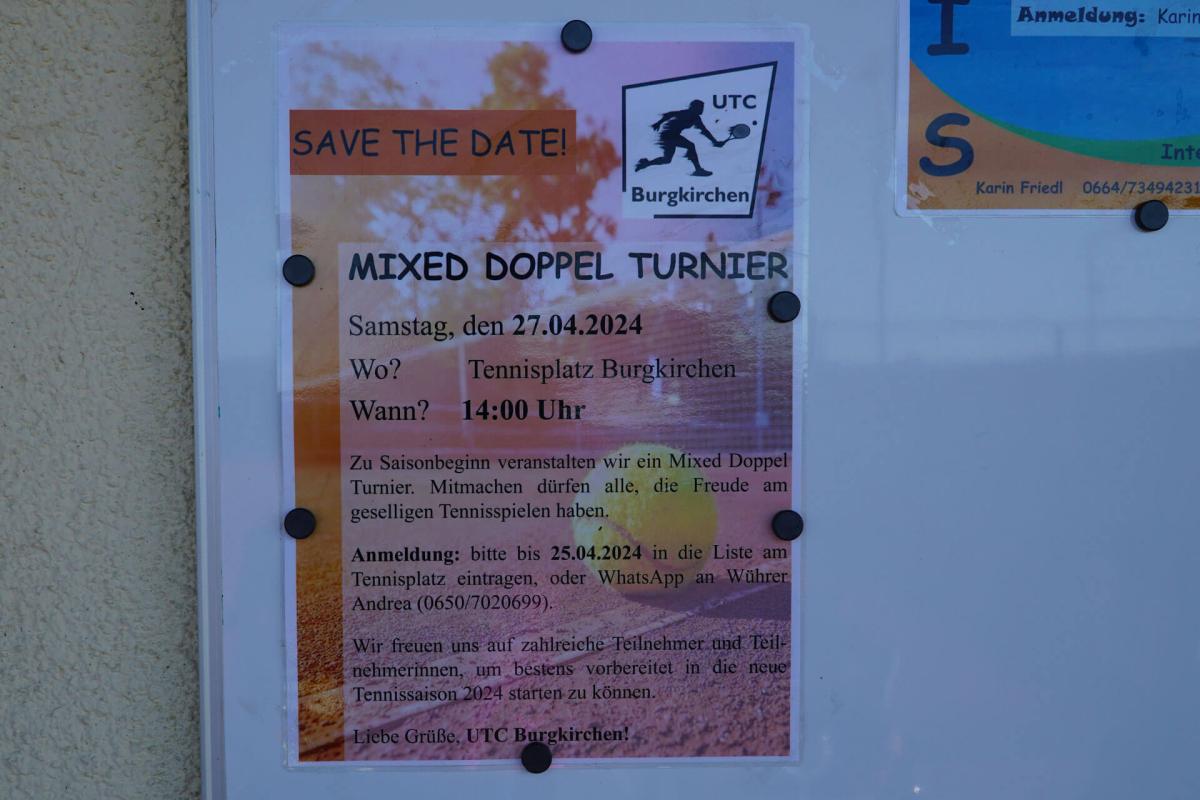 SAVE THE DATE!
UTC
Burgkirchen
MIXED DOPPEL TURNIER
Samstag, den 27.04.2024
Wo? Tennisplatz Burgkirchen
Wann? 14:00 Uhr
Zu Saisonbeginn veranstalten wir ein Mixed Doppel
Turnier. Mitmachen dürfen alle, die Freude am
geselligen Tennisspielen haben.
Anmeldung: bitte bis 25.04.2024 in die Liste am
Tennisplatz eintragen, oder WhatsApp an Wührer
Andrea (0650/7020699).
Wir freuen uns auf zahlreiche Teilnehmer und Teil-
nehmerinnen, um bestens vorbereitet in die neue
Tennissaison 2024 starten zu können.
Liebe Grüße, UTC Burgkirchen!
I
Anmeldung: Karin
S
Inte
Karin Friedl 0664/73494231